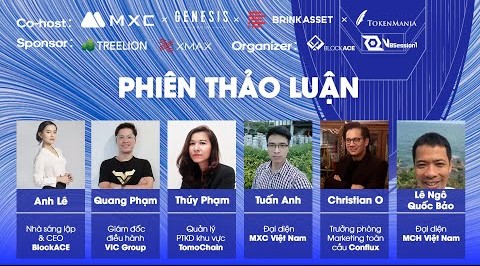 Co-host: MXC × GENESIS × BRINKASSET × TOKENMANIA
Sponsor: TREELION XMAX Organizer: BLOCKACE
PHIÊN THẢO LUẬN
Anh Lê
Nhà sáng lập
& CEO
BlockACE
Quang Phạm
Giám đốc
điều hành
VIC Group
Thúy Phạm
Quản lý
PTKD khu vực
TomoChain
Tuấn Anh
Đại diện
MXC Việt Nam
Christian O
Trưởng phòng
Marketing toàn
cầu Conflux
Lê Ngô
Quốc Bảo
Đại diện
MCH Việt Nam